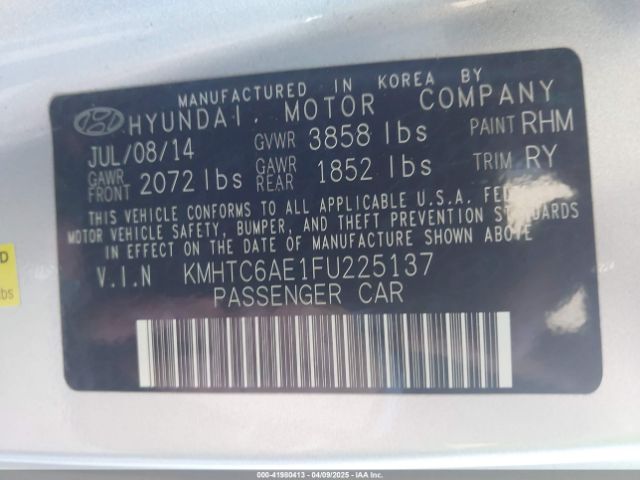 MANUFACTURED IN KOREA BY
HYUNDAI MOTOR COMPANY
JUL/08/14 GVWR 3858 lbs PAINT RHM
GAWR FRONT 2072 lbs GAWR REAR 1852 lbs TRIM RY
THIS VEHICLE CONFORMS TO ALL APPLICABLE U.S.A.
MOTOR VEHICLE SAFETY, BUMPER, AND THEFT PREVENTION
IN EFFECT ON THE DATE OF MANUFACTURE SHOWN ABOVE
V.I.N KMHTC6AE1FU225137
PASSENGER CAR
D
lbs
000-41980413 - 04/09/2025 - IAA Inc.